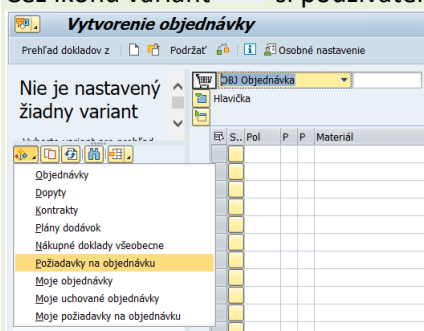 Vytvorenie objednávky
Prehľad dokladov z Podržať Osobné nastavenie
Nie je nastavený
žiadny variant
OBJ Objednávka
Hlavička
S.. Pol P P Materiál
Objednávky
Dopyty
Kontrakty
Plány dodávok
Nákupné doklady všeobecne
Požiadavky na objednávku
Moje objednávky
Moje uchované objednávky
Moje požiadavky na objednávku